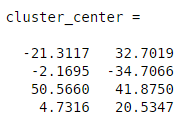 cluster_center =
-21.3117 32.7019
-2.1695 -34.7066
50.5660 41.8750
4.7316 20.5347